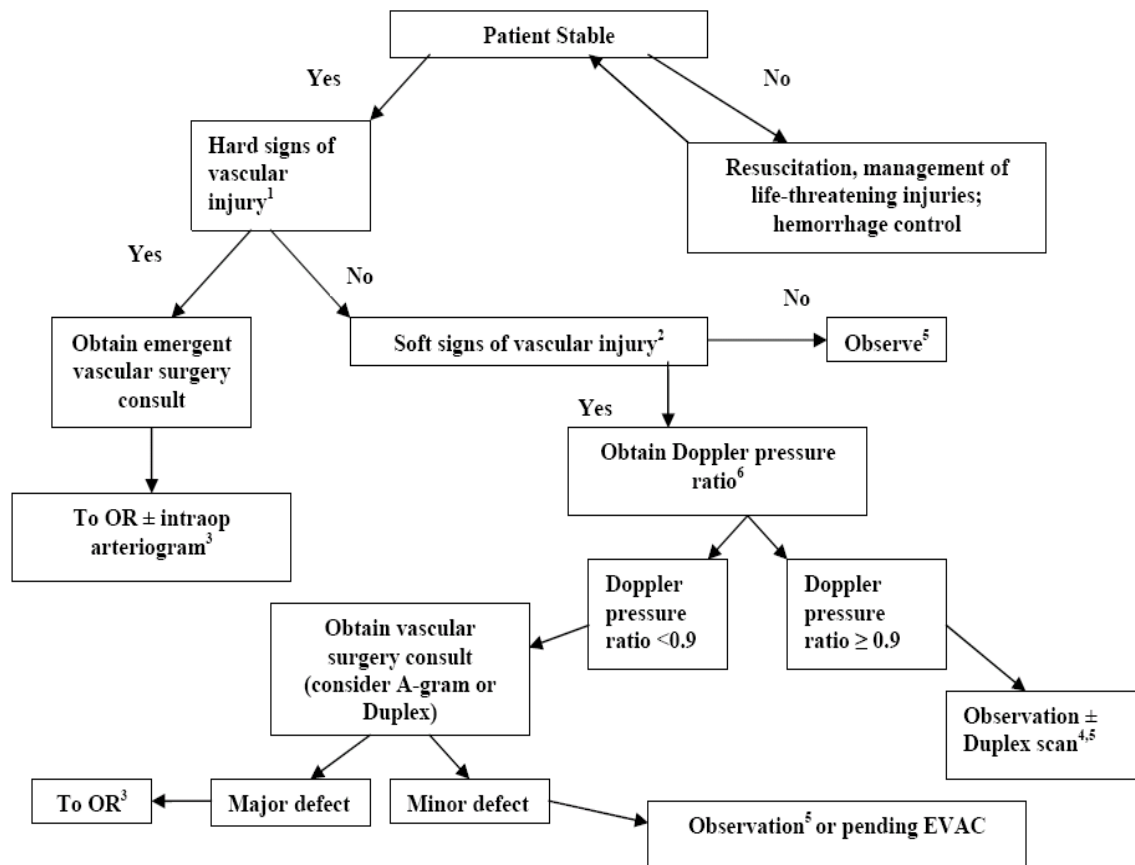 Patient Stable
Yes
No
Hard signs of
vascular
injury1
Resuscitation, management of
life-threatening injuries;
hemorrhage control
Yes
No
No
Obtain emergent
vascular surgery
consult
Soft signs of vascular injury2
Observe5
Yes
Obtain Doppler pressure
ratio6
To OR ± intraop
arteriogram3
Doppler
pressure
ratio <0.9
Doppler
pressure
ratio ≥ 0.9
Obtain vascular
surgery consult
(consider A-gram or
Duplex)
Observation ±
Duplex scan4,5
To OR3
Major defect
Minor defect
Observation5 or pending EVAC